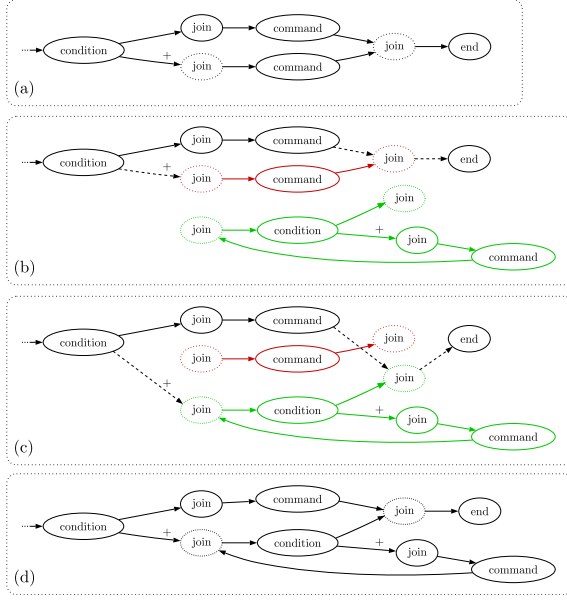 join command
condition + join end
join command
(a)
join command
condition + join end
join command
join
join condition + join
command
(b)
join command end
condition join command join
+ join
join condition + join
command
(c)
join command
condition + join end
join condition + join
command
(d)